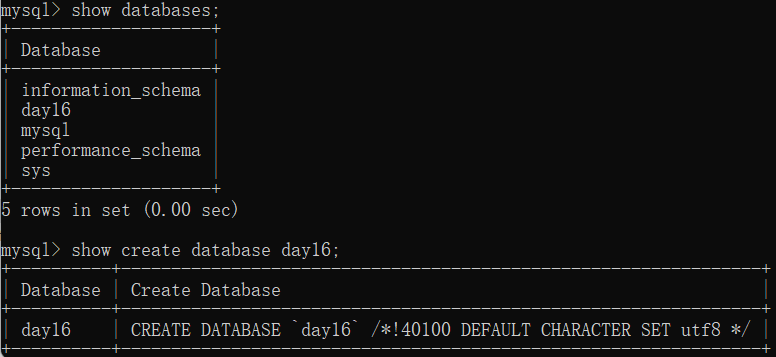 mysql> show databases;
+--------------------+
| Database           |
+--------------------+
| information_schema |
| day16              |
| mysql              |
| performance_schema |
| sys                |
+--------------------+
5 rows in set (0.00 sec)
mysql> show create database day16;
+----------+----------------------------------------------------------------+
| Database | Create Database                                                |
+----------+----------------------------------------------------------------+
| day16    | CREATE DATABASE `day16` /*!40100 DEFAULT CHARACTER SET utf8 */ |
+----------+----------------------------------------------------------------+